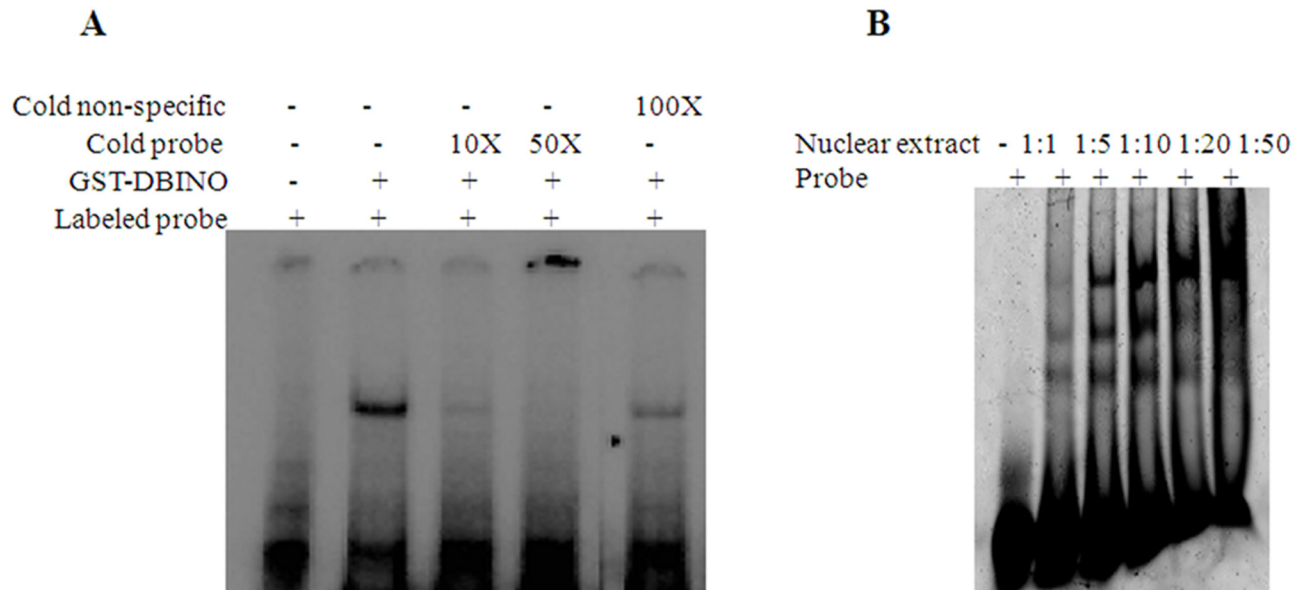 A
Cold non-specific - - - - 100X
Cold probe - - 10X 50X -
GST-DBINO - + + + +
Labeled probe + + + + +
B
Nuclear extract - 1:1 1:5 1:10 1:20 1:50
Probe + + + + + +